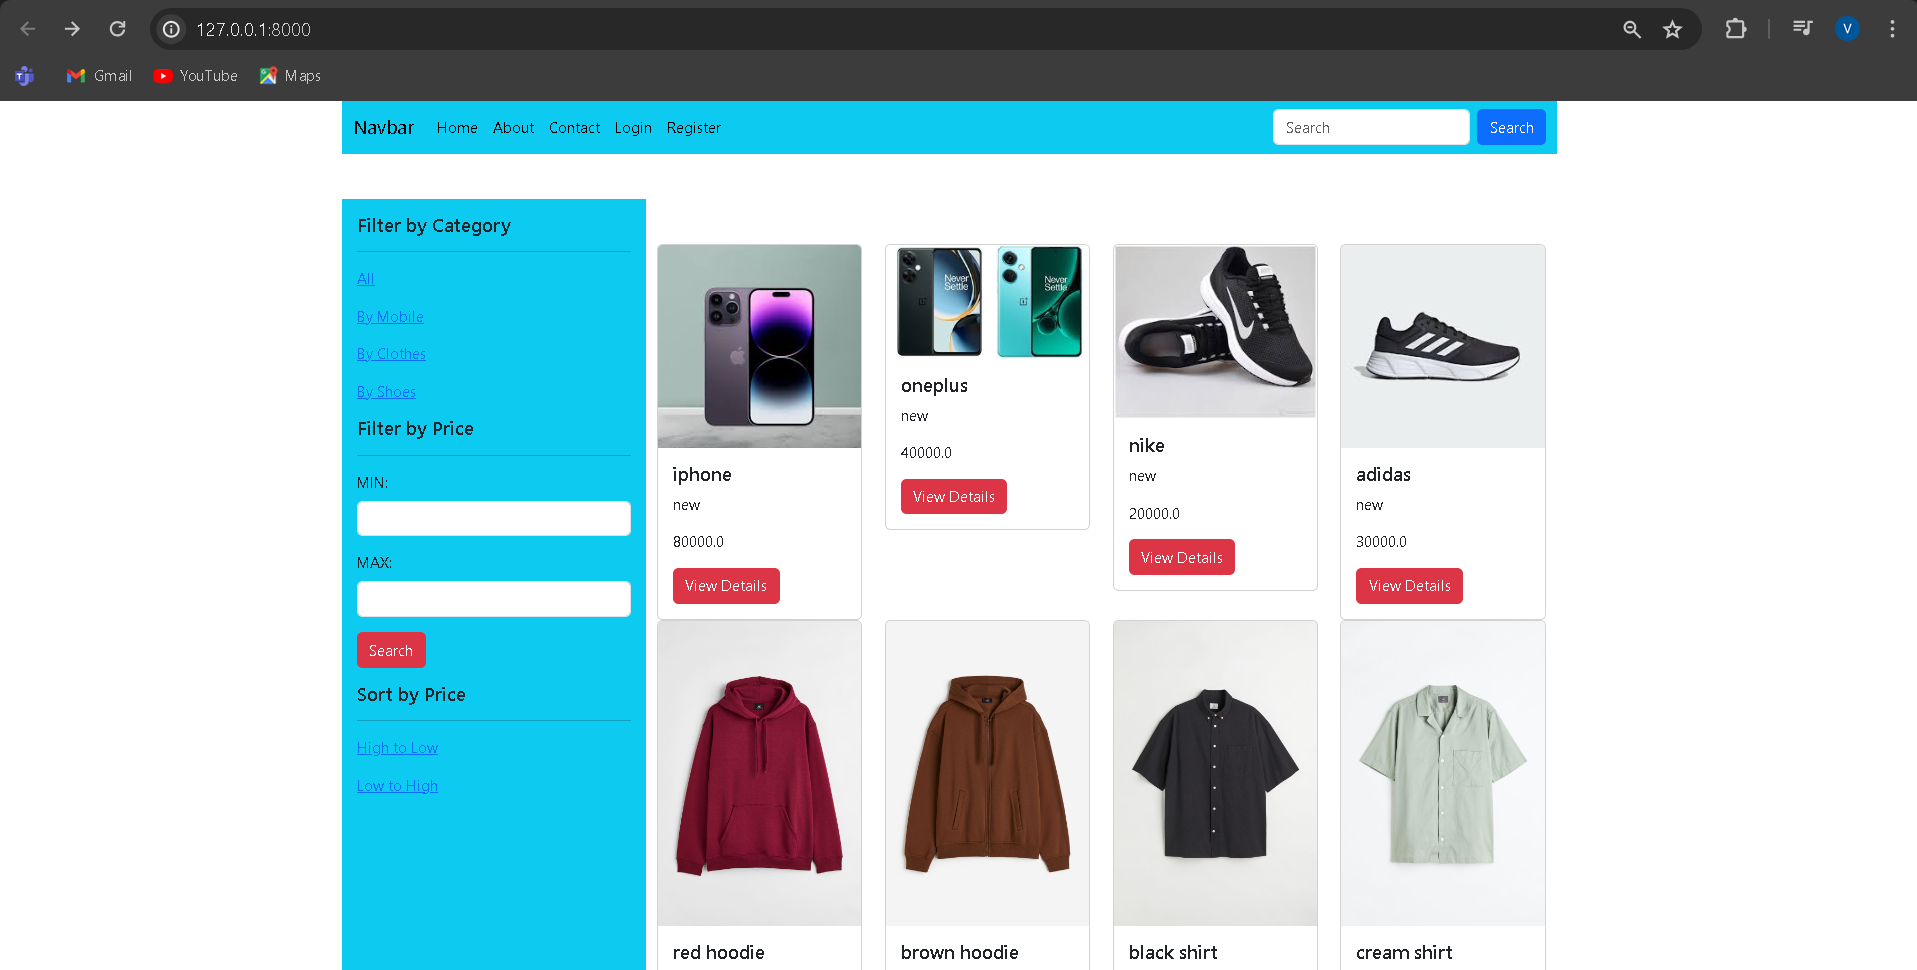 127.0.0.1:8000
V
Gmail YouTube Maps
Navbar Home About Contact Login Register Search Search
Filter by Category
All
By Mobile
By Clothes
By Shoes
Filter by Price
MIN:
MAX:
Search
Sort by Price
High to Low
Low to High
iphone
new
80000.0
View Details
Never
Settle
Never
Settle
oneplus
new
40000.0
View Details
nike
new
20000.0
View Details
adidas
new
30000.0
View Details
red hoodie
brown hoodie
black shirt
cream shirt